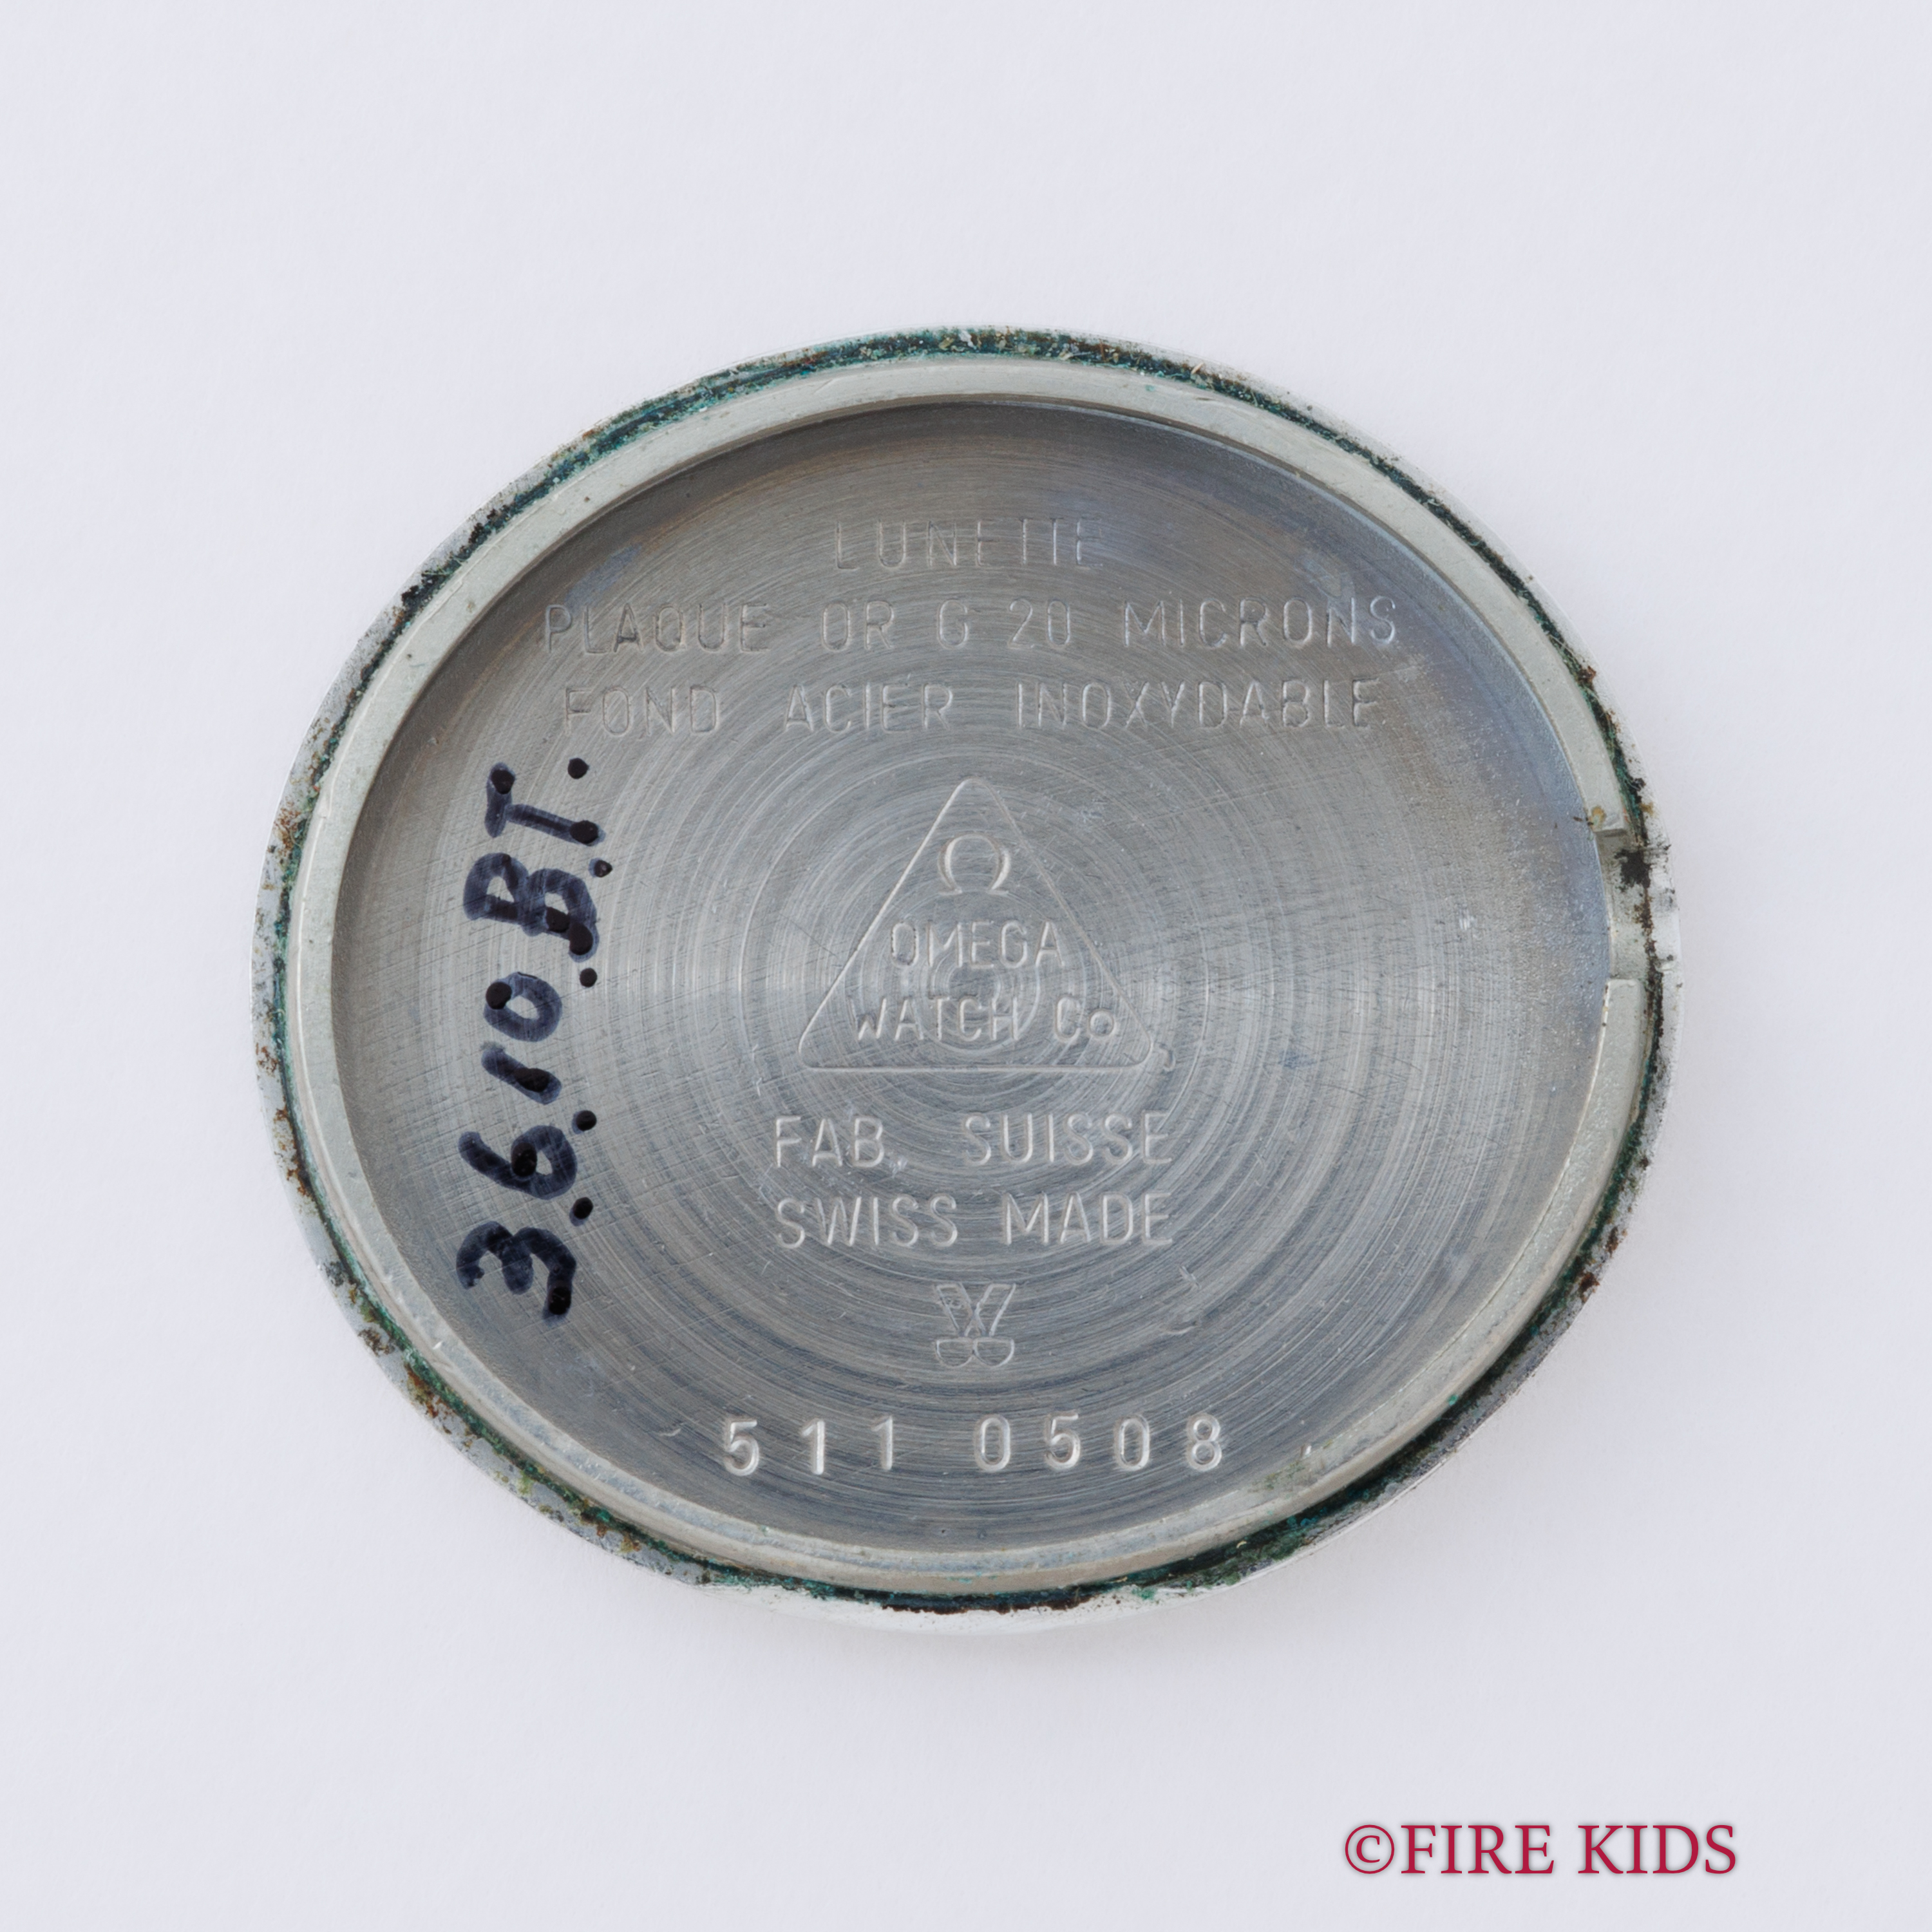 LUNETTE
PLAQUE OR G 20 MICRONS
FOND ACIER INOXYDABLE
Ω
OMEGA
WATCH Co
FAB. SUISSE
SWISS MADE
511 0508
3.6.10.B.T.
©FIRE KIDS